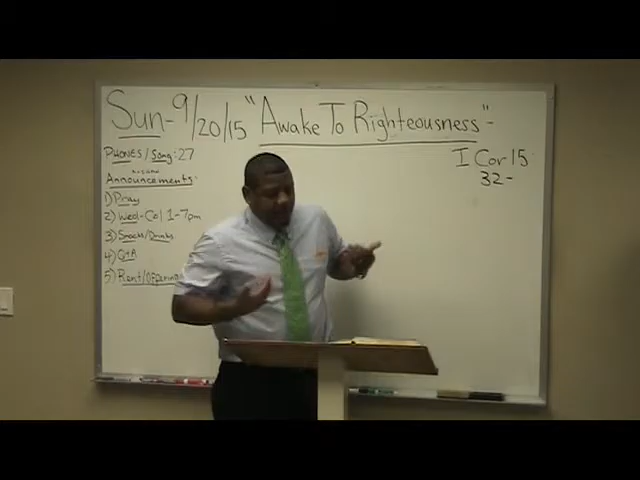 Sun-9/20/15 "Awake To Righteousness"-
PHONES/Song:27
Announcements:
1) Pray
2) Wed-Col 1-7pm
3) Snacks/Drinks
4) Q&A
5) Rent/Offering
I Cor 15
32-